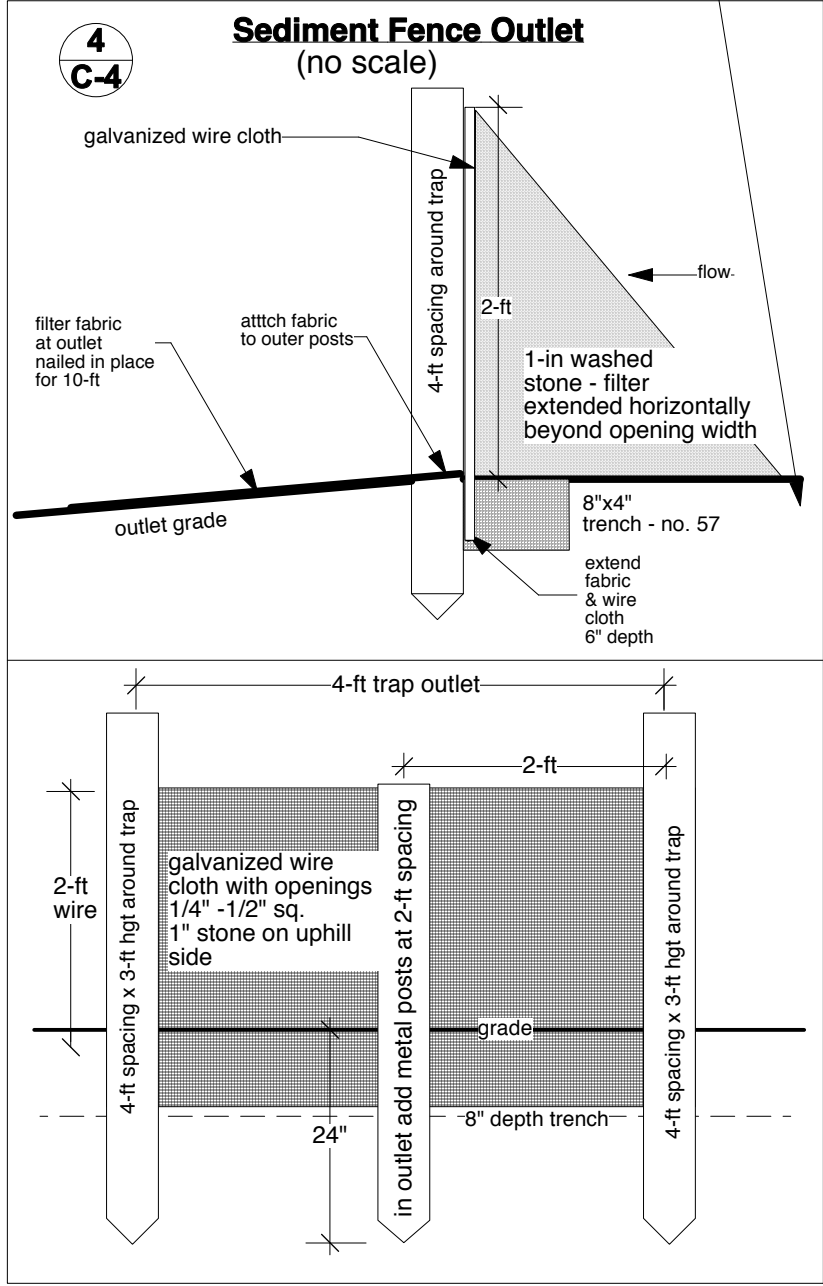 4
C-4
Sediment Fence Outlet
(no scale)
galvanized wire cloth
4-ft spacing around trap
2-ft
flow
filter fabric
at outlet
nailed in place
for 10-ft
atttch fabric
to outer posts
1-in washed
stone - filter
extended horizontally
beyond opening width
outlet grade
8"x4"
trench - no. 57
extend
fabric
& wire
cloth
6" depth
4-ft trap outlet
2-ft
2-ft
wire
4-ft spacing x 3-ft hgt around trap
galvanized wire
cloth with openings
1/4" -1/2" sq.
1" stone on uphill
side
in outlet add metal posts at 2-ft spacing
4-ft spacing x 3-ft hgt around trap
grade
8" depth trench
24"